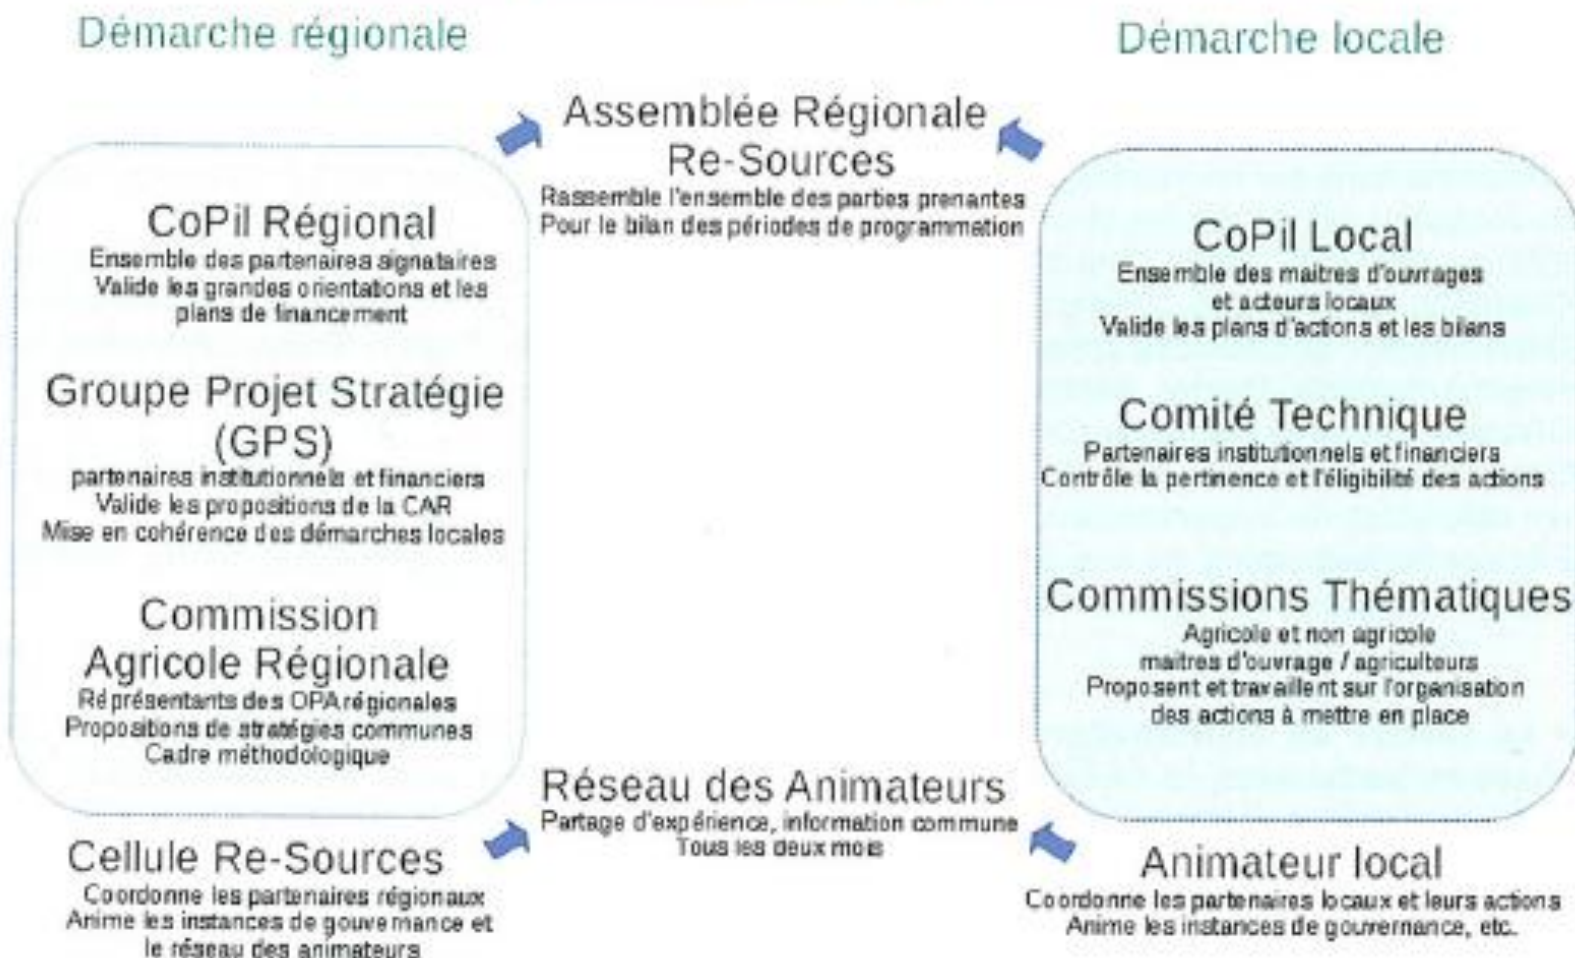 Démarche régionale
Démarche locale
Assemblée Régionale
Re-Sources
Rassemble l'ensemble des parties prenantes
Pour le bilan des périodes de programmation
CoPil Régional
Ensemble des partenaires signataires
Valide les grandes orientations et les
plans de financement
Groupe Projet Stratégie
(GPS)
partenaires institutionnels et financiers
Valide les propositions de la CAR
Mise en cohérence des démarches locales
Commission
Agricole Régionale
Réprésentants des OPA régionales
Propositions de stratégies communes
Cadre méthodologique
Cellule Re-Sources
Coordonne les partenaires régionaux
Anime les instances de gouvernance et
le réseau des animateurs
Réseau des Animateurs
Partage d'expérience, information commune
Tous les deux mois
CoPil Local
Ensemble des maitres d'ouvrages
et acteurs locaux
Valide les plans d'actions et les bilans
Comité Technique
Partenaires institutionnels et financiers
Contrôle la pertinence et l'éligibilité des actions
Commissions Thématiques
Agricole et non agricole
maitres d'ouvrage / agriculteurs
Proposent et travaillent sur l'organisation
des actions à mettre en place
Animateur local
Coordonne les partenaires locaux et leurs actions
Anime les instances de gouvernance, etc.